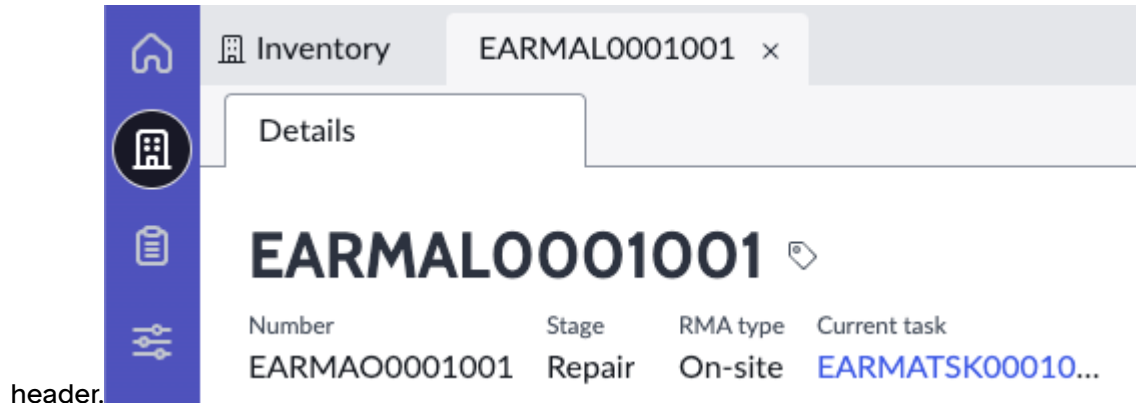 Inventory EARMAL0001001 ×
Details
EARMAL0001001
Number Stage RMA type Current task
EARMAO0001001 Repair On-site EARMATSK00010...
header.